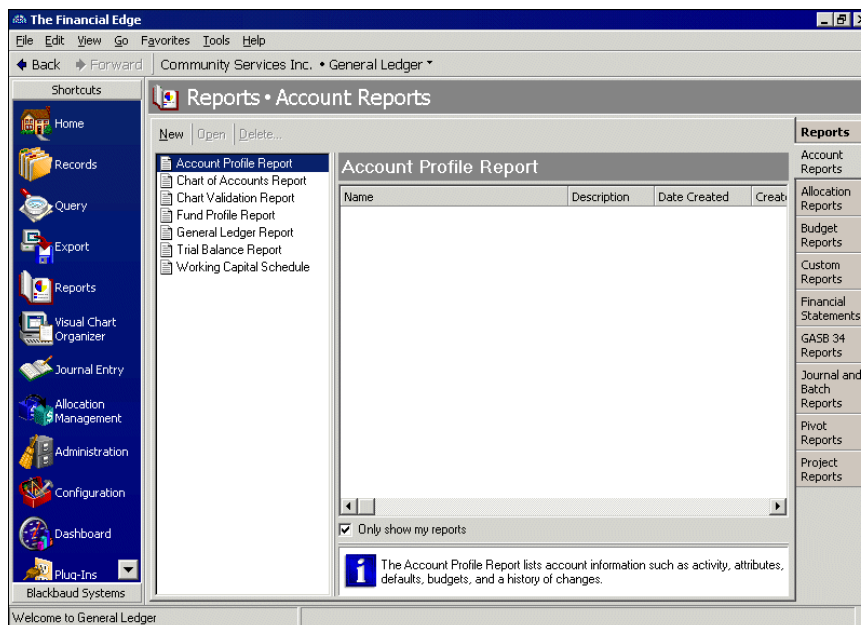 The Financial Edge
File Edit View Go Favorites Tools Help
Back Forward Community Services Inc. • General Ledger
Shortcuts
Home
Records
Query
Export
Reports
Visual Chart
Organizer
Journal Entry
Allocation
Management
Administration
Configuration
Dashboard
Plug-Ins
Blackbaud Systems
Reports • Account Reports
New Open Delete...
Account Profile Report
Chart of Accounts Report
Chart Validation Report
Fund Profile Report
General Ledger Report
Trial Balance Report
Working Capital Schedule
Account Profile Report
Name Description Date Created Creat
Only show my reports
The Account Profile Report lists account information such as activity, attributes,
defaults, budgets, and a history of changes.
Reports
Account
Reports
Allocation
Reports
Budget
Reports
Custom
Reports
Financial
Statements
GASB 34
Reports
Journal and
Batch
Reports
Pivot
Reports
Project
Reports
Welcome to General Ledger